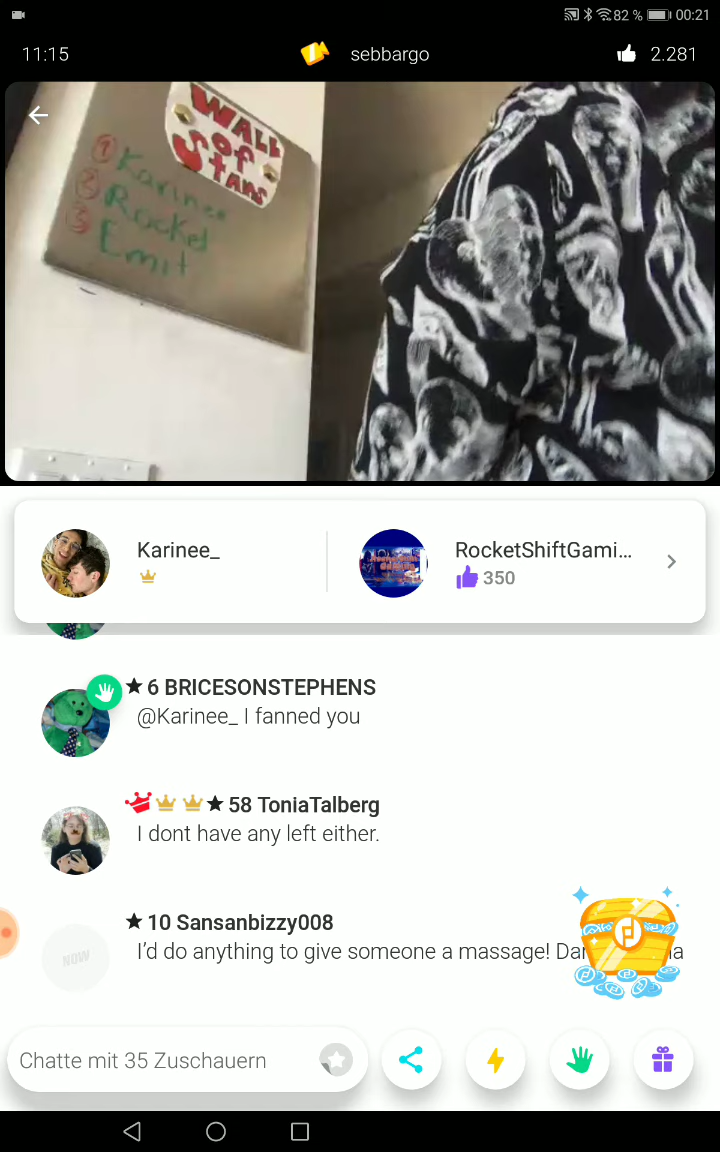 82 % 00:21
11:15 sebbargo 2.281
WALL
OF
STARS
1 Karinee
2 Rocket
3 Emit
Karinee_
RocketShiftGami...
350
6 BRICESONSTEPHENS
@Karinee_ I fanned you
58 ToniaTalberg
I dont have any left either.
10 Sansanbizzy008
NOW
I'd do anything to give someone a massage!
Chatte mit 35 Zuschauern